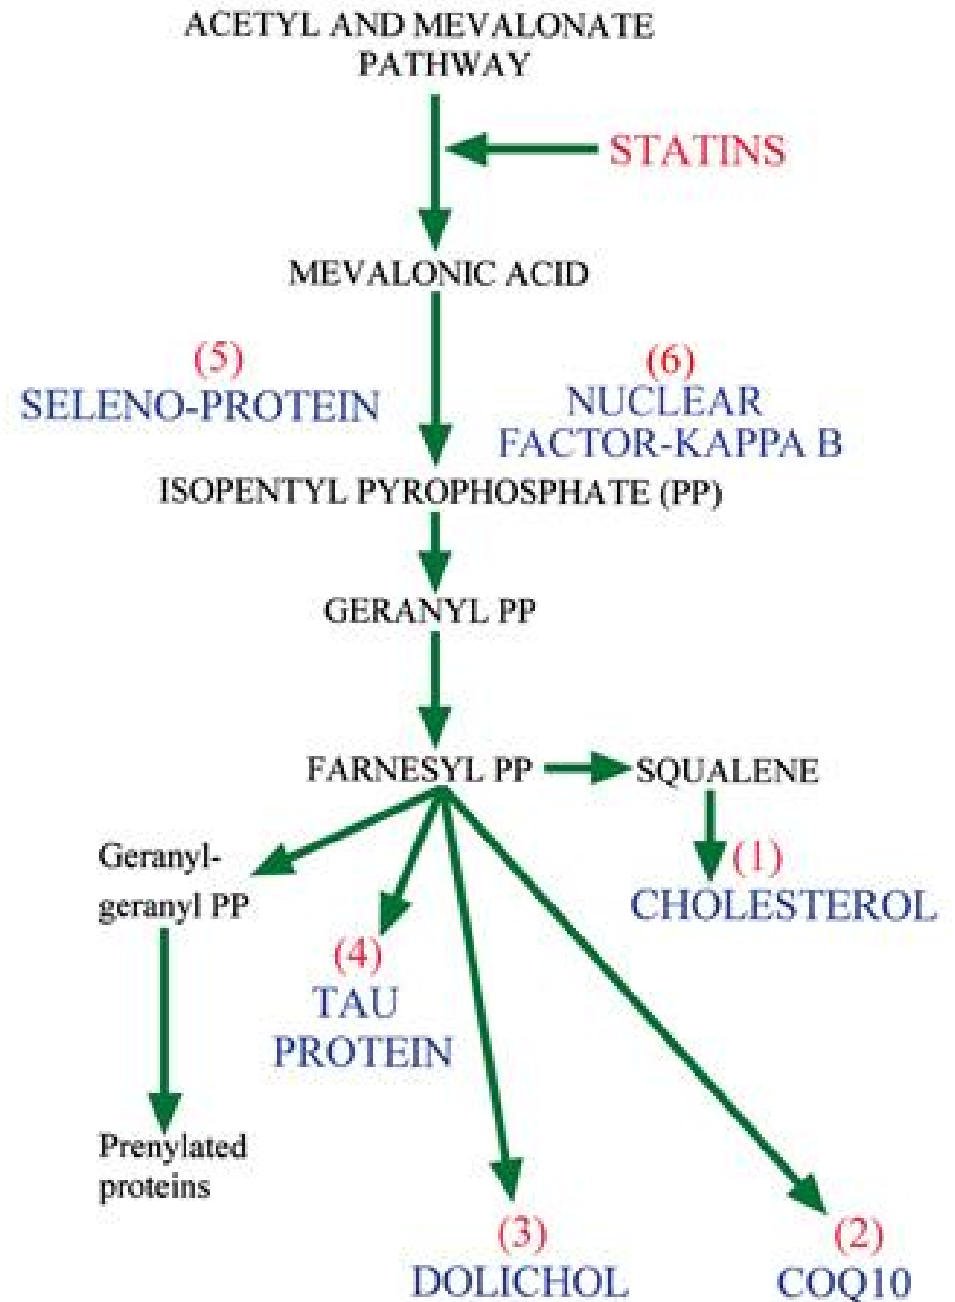 ACETYL AND MEVALONATE
PATHWAY
STATINS
MEVALONIC ACID
(5)
SELENO-PROTEIN
(6)
NUCLEAR
FACTOR-KAPPA B
ISOPENTYL PYROPHOSPHATE (PP)
GERANYL PP
FARNESYL PP
SQUALENE
(1)
CHOLESTEROL
Geranyl-
geranyl PP
(4)
TAU
PROTEIN
Prenylated
proteins
(3)
DOLICHOL
(2)
COQ10